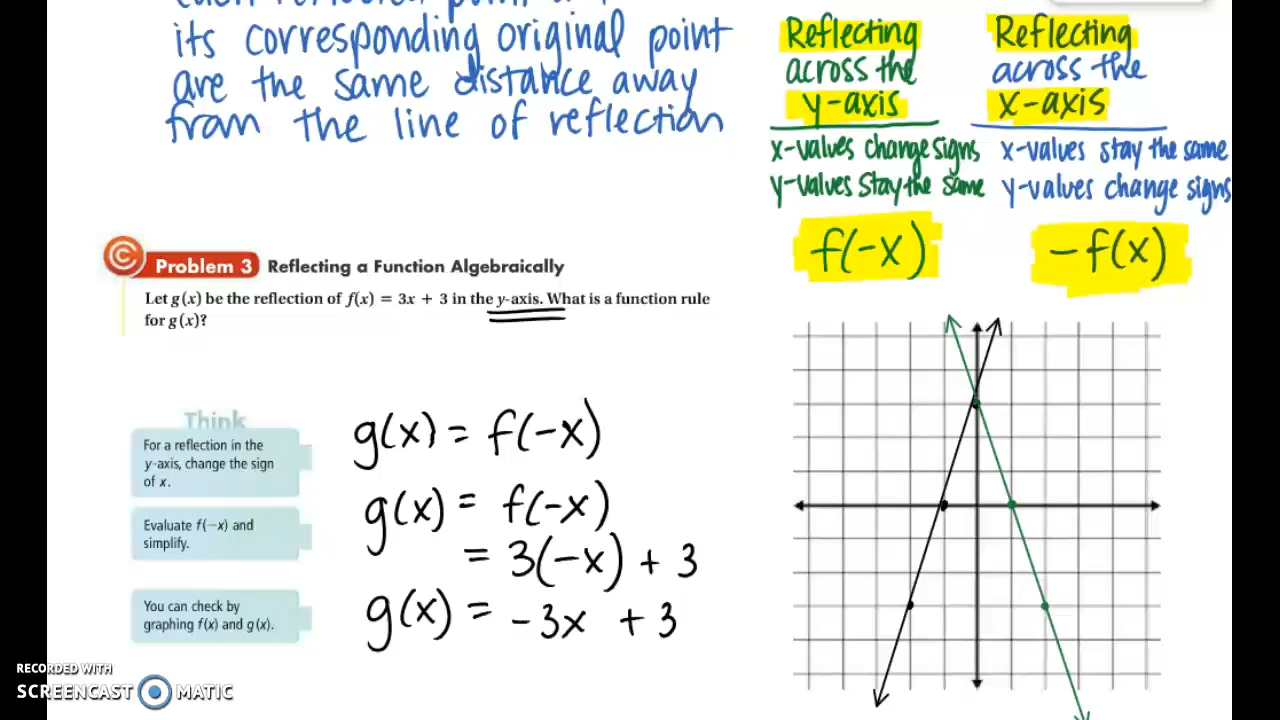 its corresponding original point
are the same distance away
from the line of reflection
Reflecting
across the
y-axis
x-values change signs
y-values stay the same
f(-x)
Reflecting
across the
x-axis
x-values stay the same
y-values change signs
-f(x)
C Problem 3 Reflecting a Function Algebraically
Let g(x) be the reflection of f(x) = 3x + 3 in the y-axis. What is a function rule
for g(x)?
Think
For a reflection in the
y-axis, change the sign
of x.
Evaluate f(−x) and
simplify.
You can check by
graphing f(x) and g(x).
g(x) = f(-x)
g(x) = f(-x)
= 3(-x) + 3
g(x) = -3x + 3
RECORDED WITH
SCREENCAST MATIC